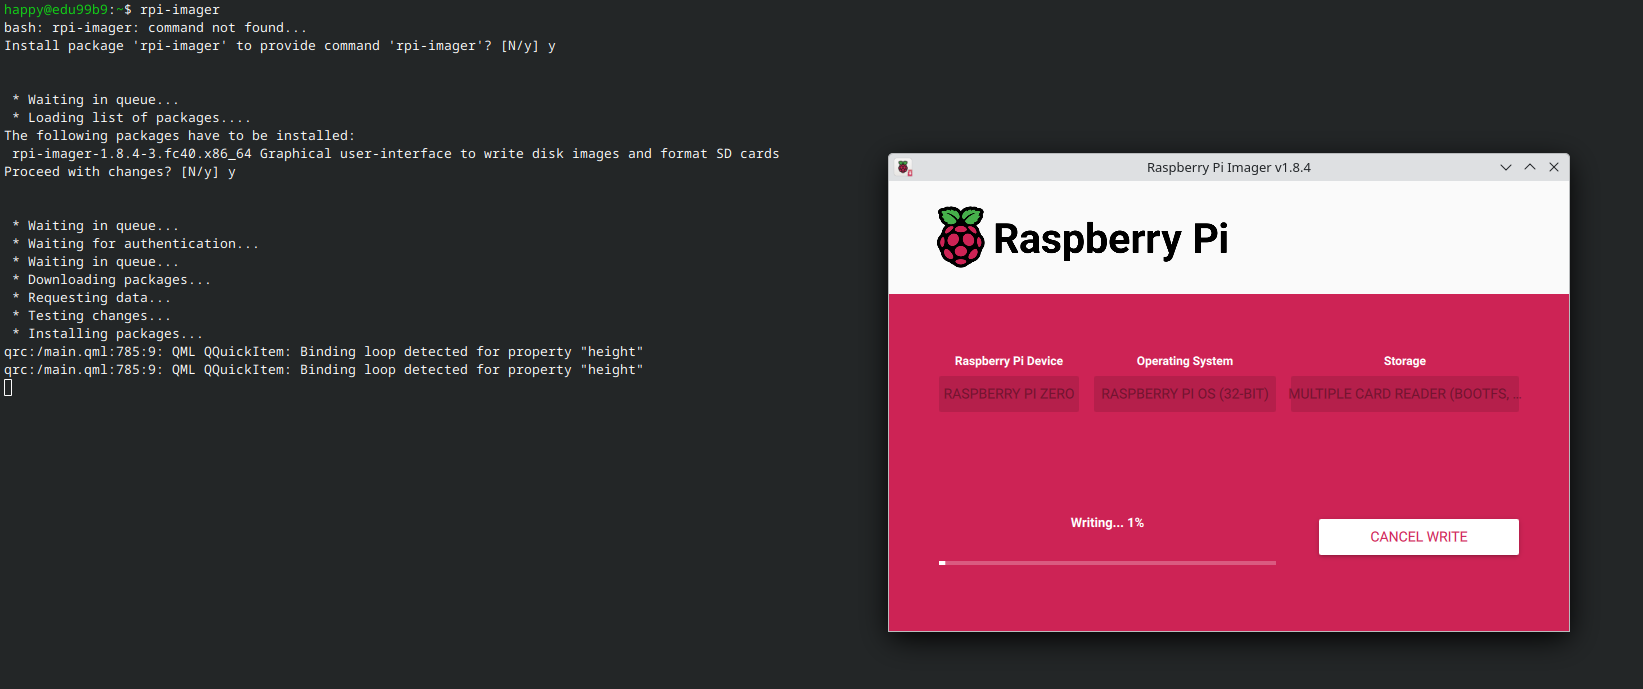 happy@edu99b9:~$ rpi-imager
bash: rpi-imager: command not found...
Install package 'rpi-imager' to provide command 'rpi-imager'? [N/y] y
* Waiting in queue...
* Loading list of packages....
The following packages have to be installed:
rpi-imager-1.8.4-3.fc40.x86_64 Graphical user-interface to write disk images and format SD cards
Proceed with changes? [N/y] y
* Waiting in queue...
* Waiting for authentication...
* Waiting in queue...
* Downloading packages...
* Requesting data...
* Testing changes...
* Installing packages...
qrc:/main.qml:785:9: QML QQuickItem: Binding loop detected for property "height"
qrc:/main.qml:785:9: QML QQuickItem: Binding loop detected for property "height"
Raspberry Pi Imager v1.8.4
Raspberry Pi
Raspberry Pi Device
Operating System
Storage
RASPBERRY PI ZERO
RASPBERRY PI OS (32-BIT)
MULTIPLE CARD READER (BOOTFS, ...
Writing... 1%
CANCEL WRITE